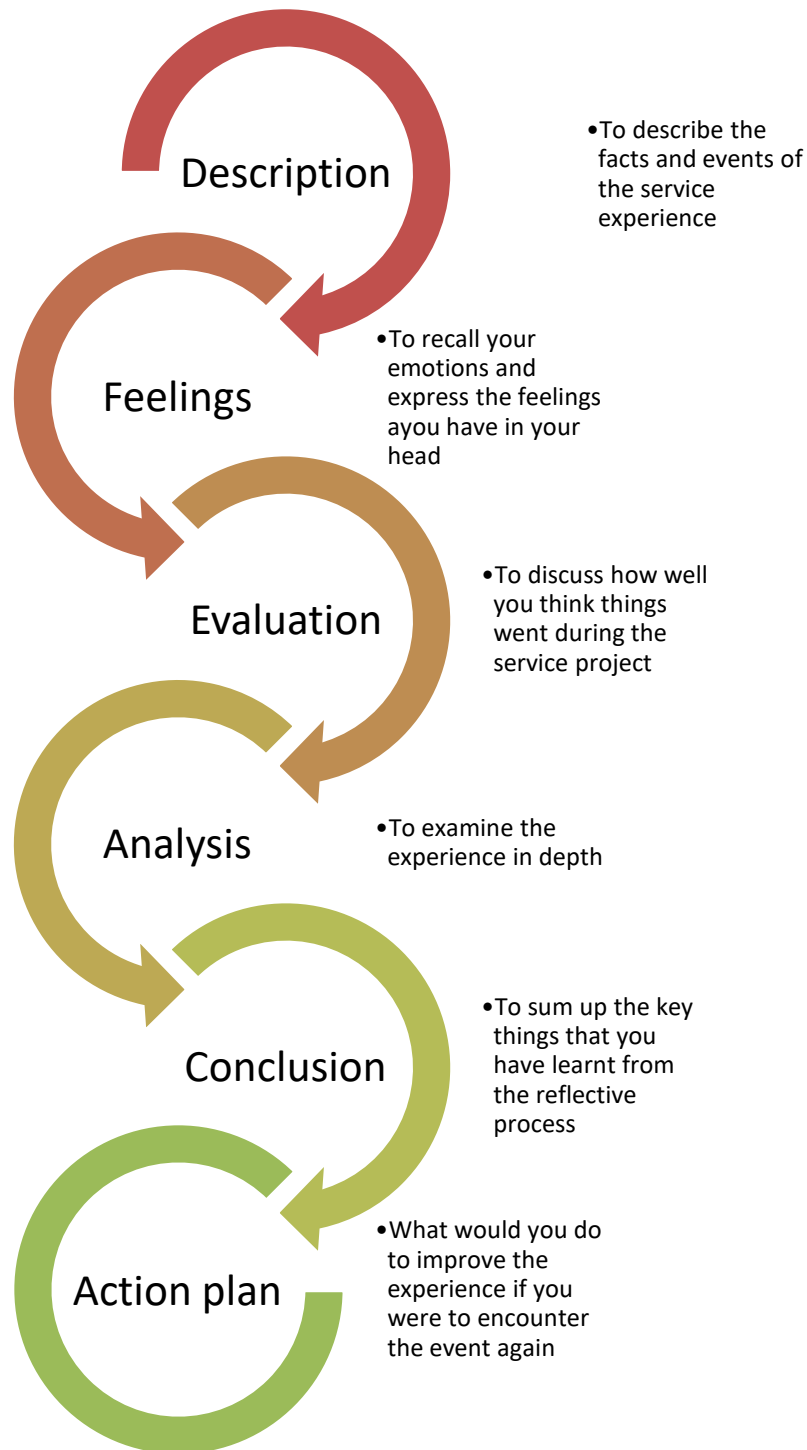 Description
•To describe the
facts and events of
the service
experience
Feelings
•To recall your
emotions and
express the feelings
ayou have in your
head
Evaluation
•To discuss how well
you think things
went during the
service project
Analysis
•To examine the
experience in depth
Conclusion
•To sum up the key
things that you
have learnt from
the reflective
process
Action plan
•What would you do
to improve the
experience if you
were to encounter
the event again